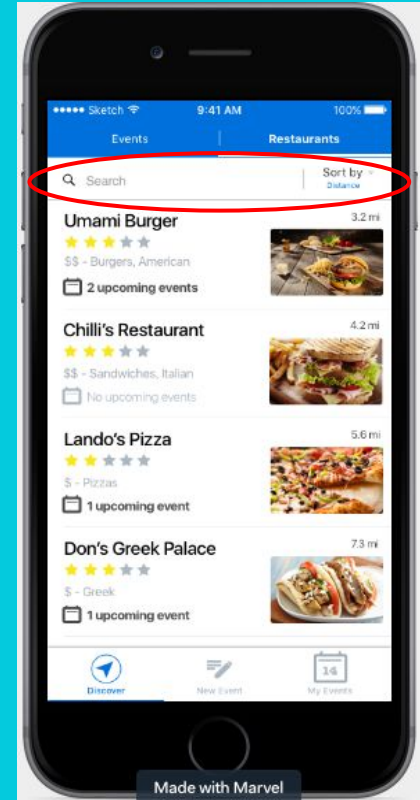 Sketch 9:41 AM 100%
Events Restaurants
Search Sort by
Distance
Umami Burger 3.2 mi
$$ - Burgers, American
2 upcoming events
Chilli's Restaurant 4.2 mi
$$ - Sandwiches, Italian
No upcoming events
Lando's Pizza 5.6 mi
$ - Pizzas
1 upcoming event
Don's Greek Palace 7.3 mi
$ - Greek
1 upcoming event
14
Discover New Event My Events
Made with Marvel